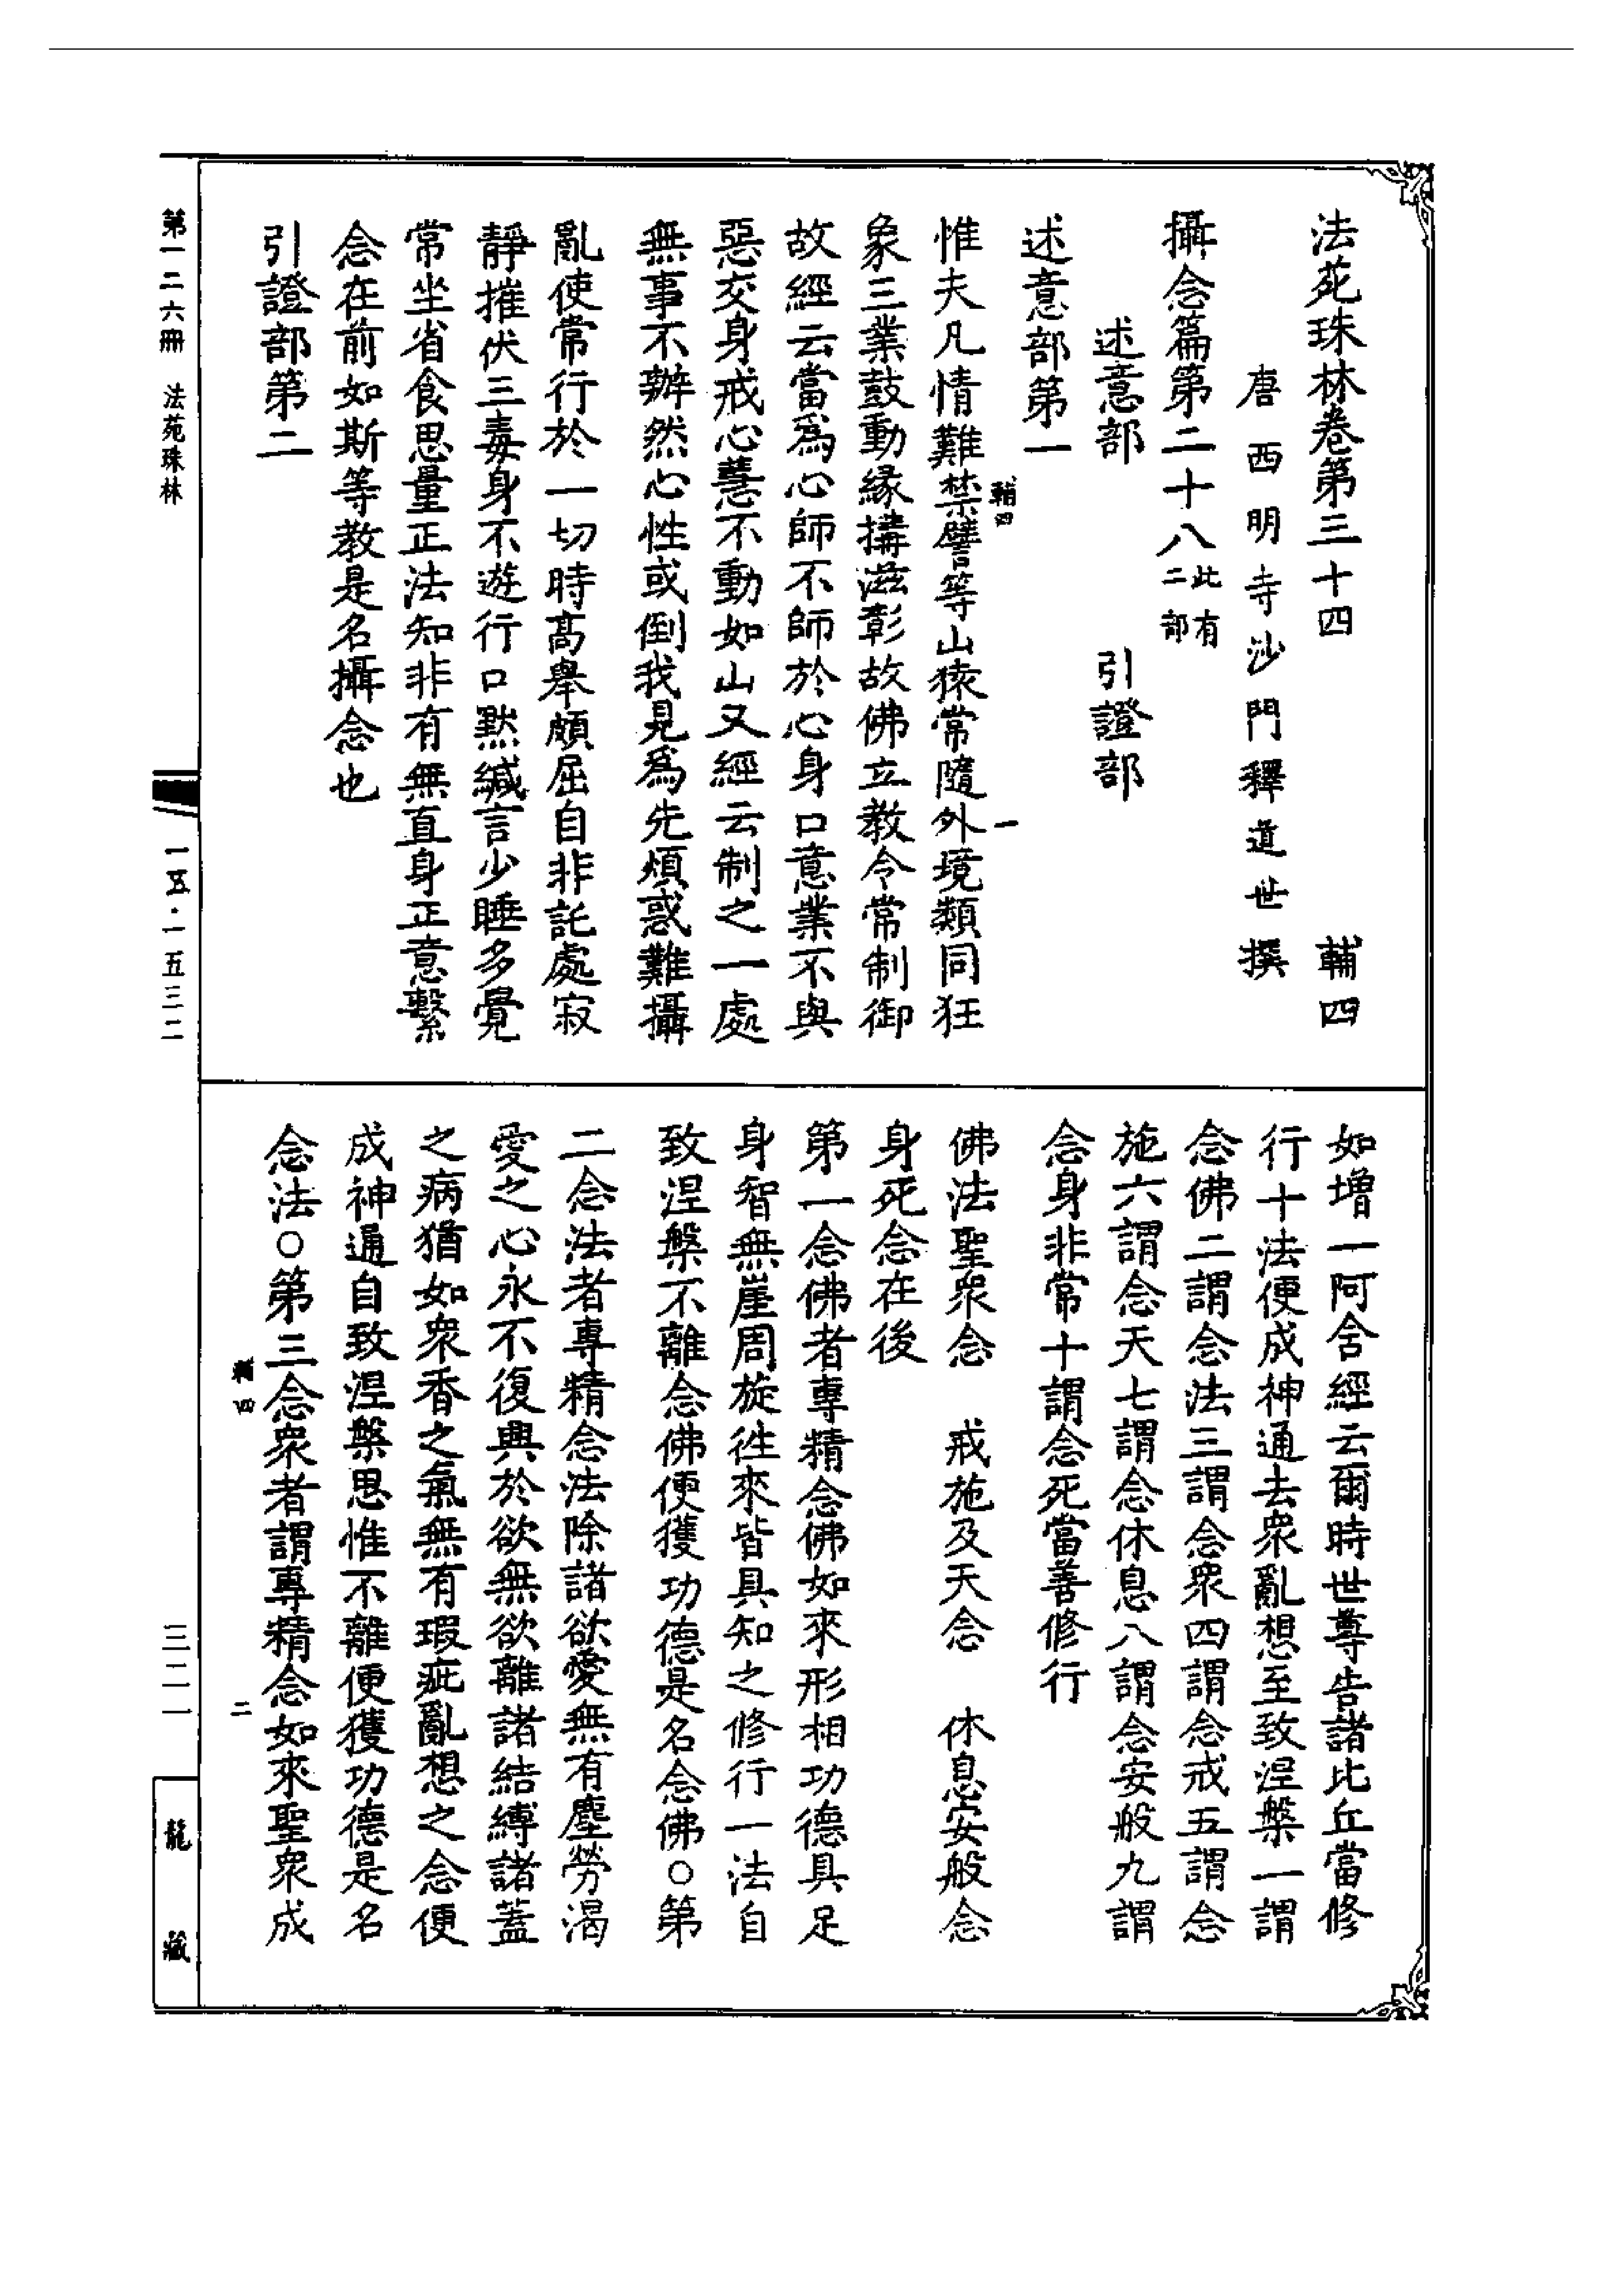 法苑珠林卷第三十四　輔四
唐西明寺沙門釋道世撰
攝念篇第二十八此有二部
述意部　引證部
述意部第一
輔四　一
惟夫凡情難禁譬等山猿常隨外境類同狂
象三業鼓動緣搆滋彰故佛立教令常制御
故經云當爲心師不師於心身口意業不與
惡交身戒心慧不動如山又經云制之一處
無事不辦然心性或倒我見爲先煩惑難攝
亂使常行於一切時高舉頗屈自非託處寂
靜摧伏三毒身不遊行口默緘言少睡多覺
常坐省食思量正法知非有無直身正意繫
念在前如斯等教是名攝念也
引證部第二
如增一阿含經云爾時世尊告諸比丘當修
行十法便成神通去衆亂想至致涅槃一謂
念佛二謂念法三謂念衆四謂念戒五謂念
施六謂念天七謂念休息八謂念安般九謂
念身非常十謂念死當善修行
佛法聖衆念　戒施及天念　休息安般念
身死念在後
第一念佛者專精念佛如來形相功德具足
身智無崖周旋徃來皆具知之修行一法自
致涅槃不離念佛便獲功德是名念佛○第
二念法者專精念法除諸欲愛無有塵勞渴
愛之心永不復興於欲無欲離諸結縛諸蓋
之病猶如衆香之氣無有瑕疵亂想之念便
成神通自致涅槃思惟不離便獲功德是名
念法○第三念衆者謂專精念如來聖衆成
輔四　二
第一二六冊　法苑珠林
一五·一五三二
三二一
龍藏